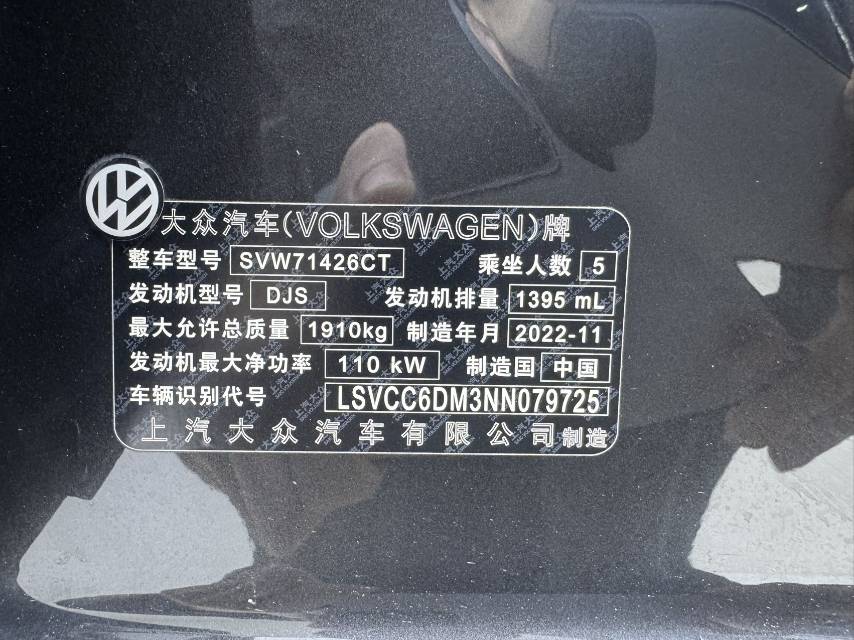 大众汽车(VOLKSWAGEN)牌
整车型号 SVW71426CT 乘坐人数 5
发动机型号 DJS 发动机排量 1395 mL
最大允许总质量 1910kg 制造年月 2022-11
发动机最大净功率 110 kW 制造国 中国
车辆识别代号 LSVCC6DM3NN079725
上汽大众汽车有限公司制造